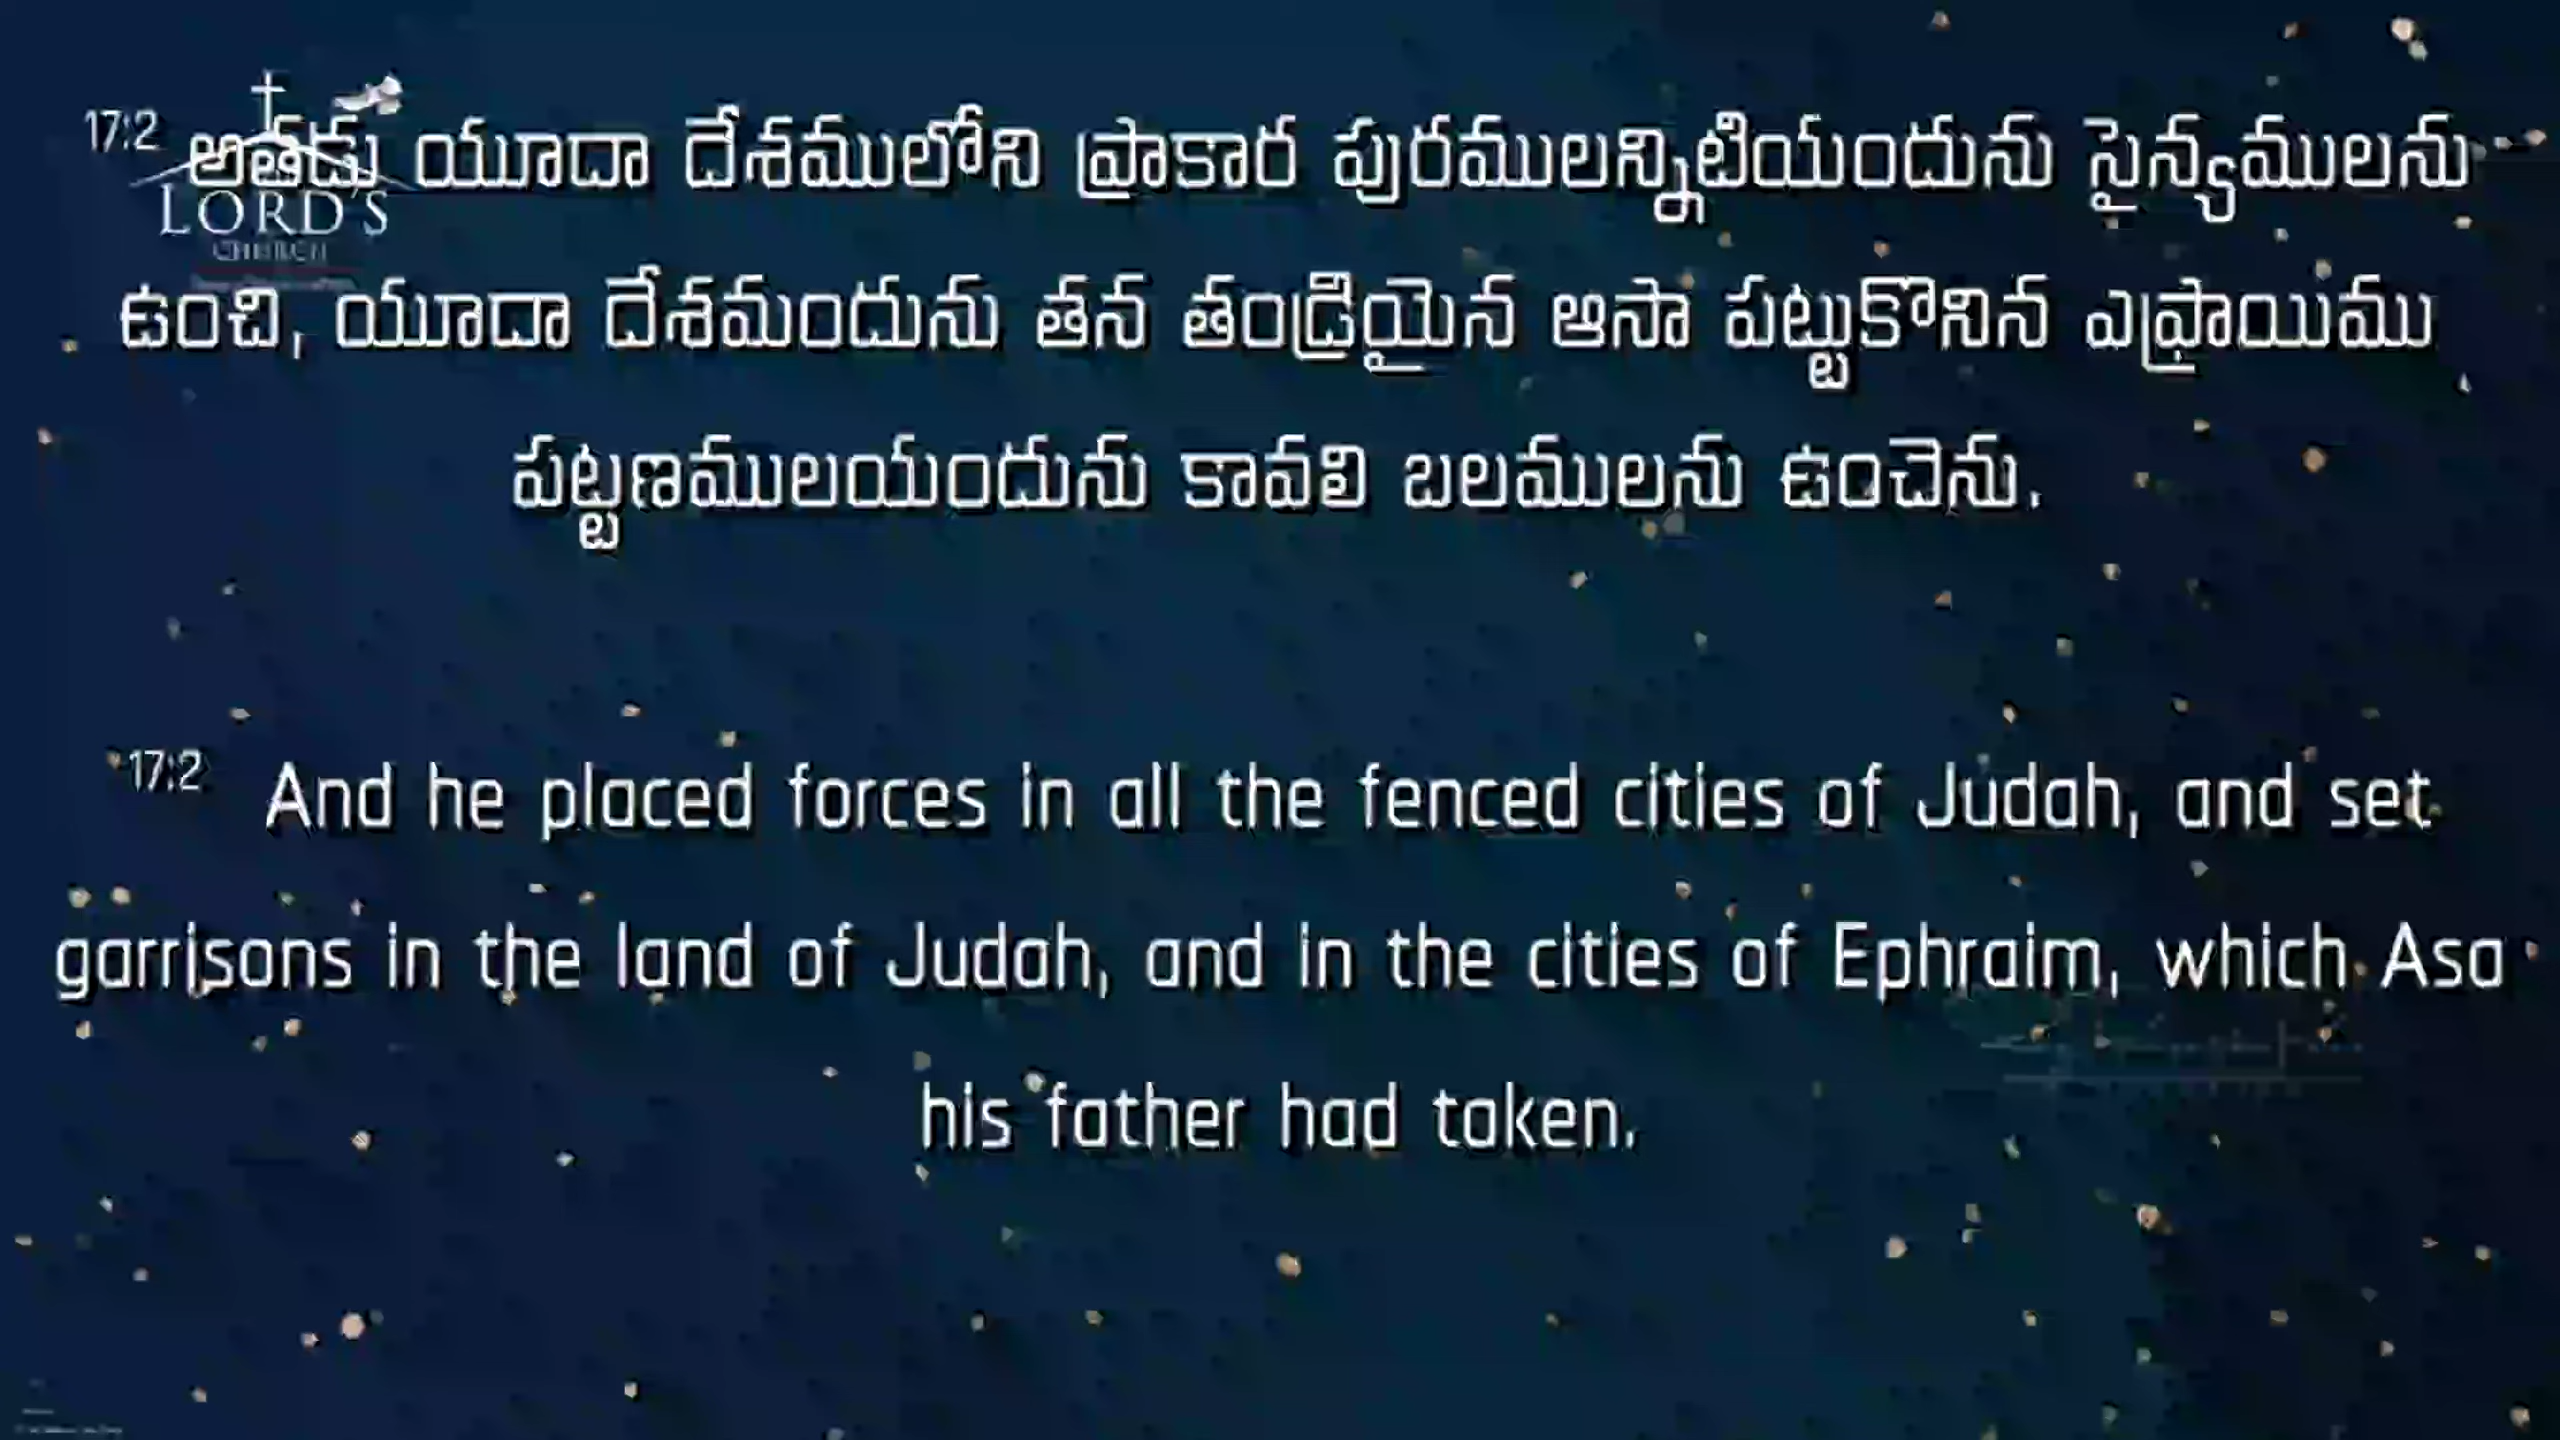 17:2 అతడు యూదా దేశములోని ప్రాకార పురములన్నిటియందును సైన్యములను
LORD'S
CHURCH
ఉంచి, యూదా దేశమందును తన తండ్రియైన ఆసా పట్టుకొనిన ఎఫ్రాయిము
పట్టణములయందును కావలి బలములను ఉంచెను.
17:2 And he placed forces in all the fenced cities of Judah, and set
garrisons in the land of Judah, and in the cities of Ephraim, which Asa
his father had taken.